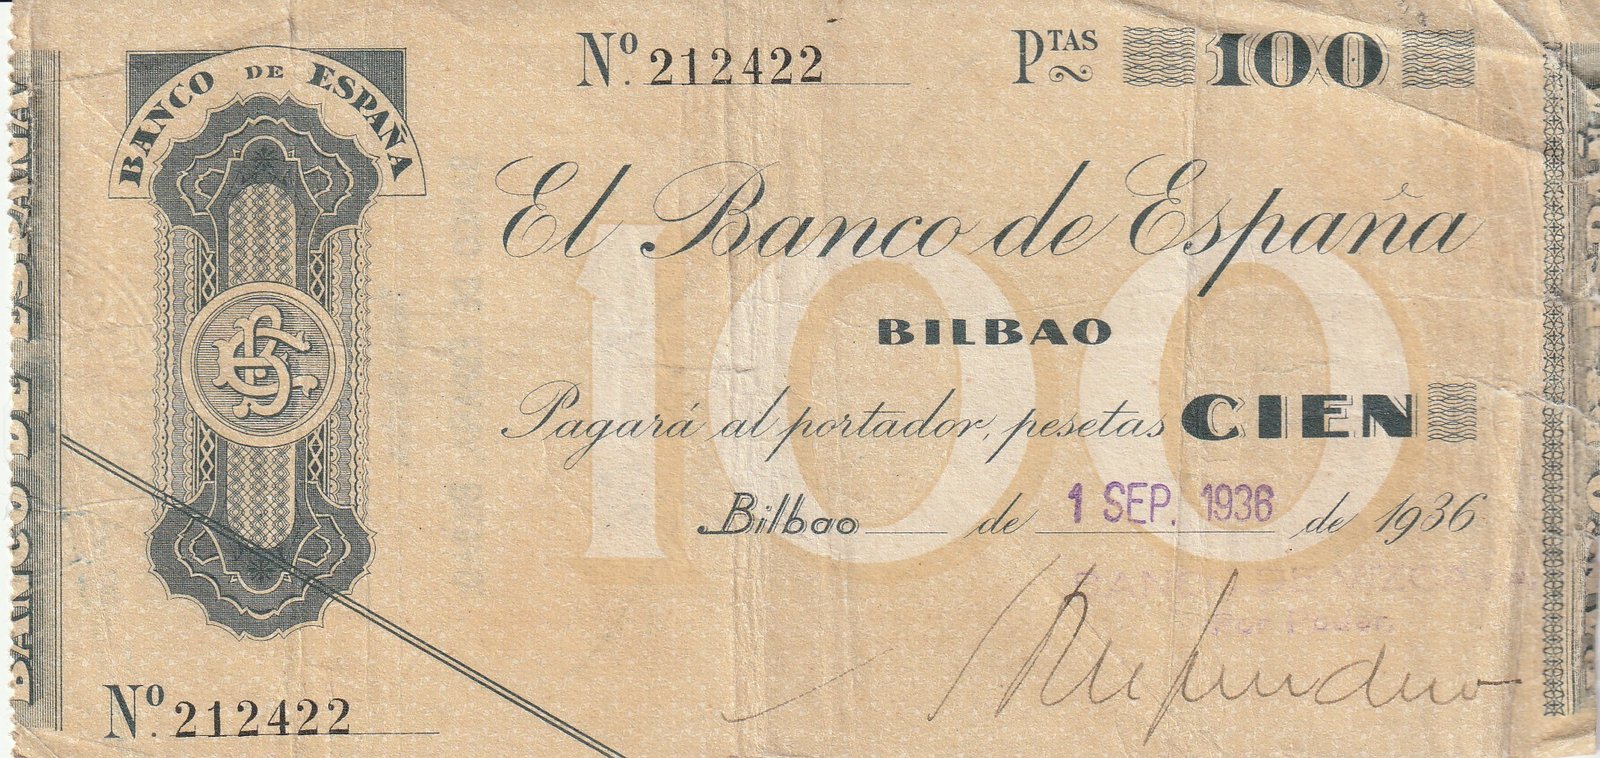 BANCO DE ESPAÑA
Nº. 212422
PTAS 100
El Banco de España
100
BILBAO
Pagará al portador, pesetas CIEN
Bilbao de 1 SEP. 1936 de 1936
Nº. 212422
BANCO DE ESPAÑA